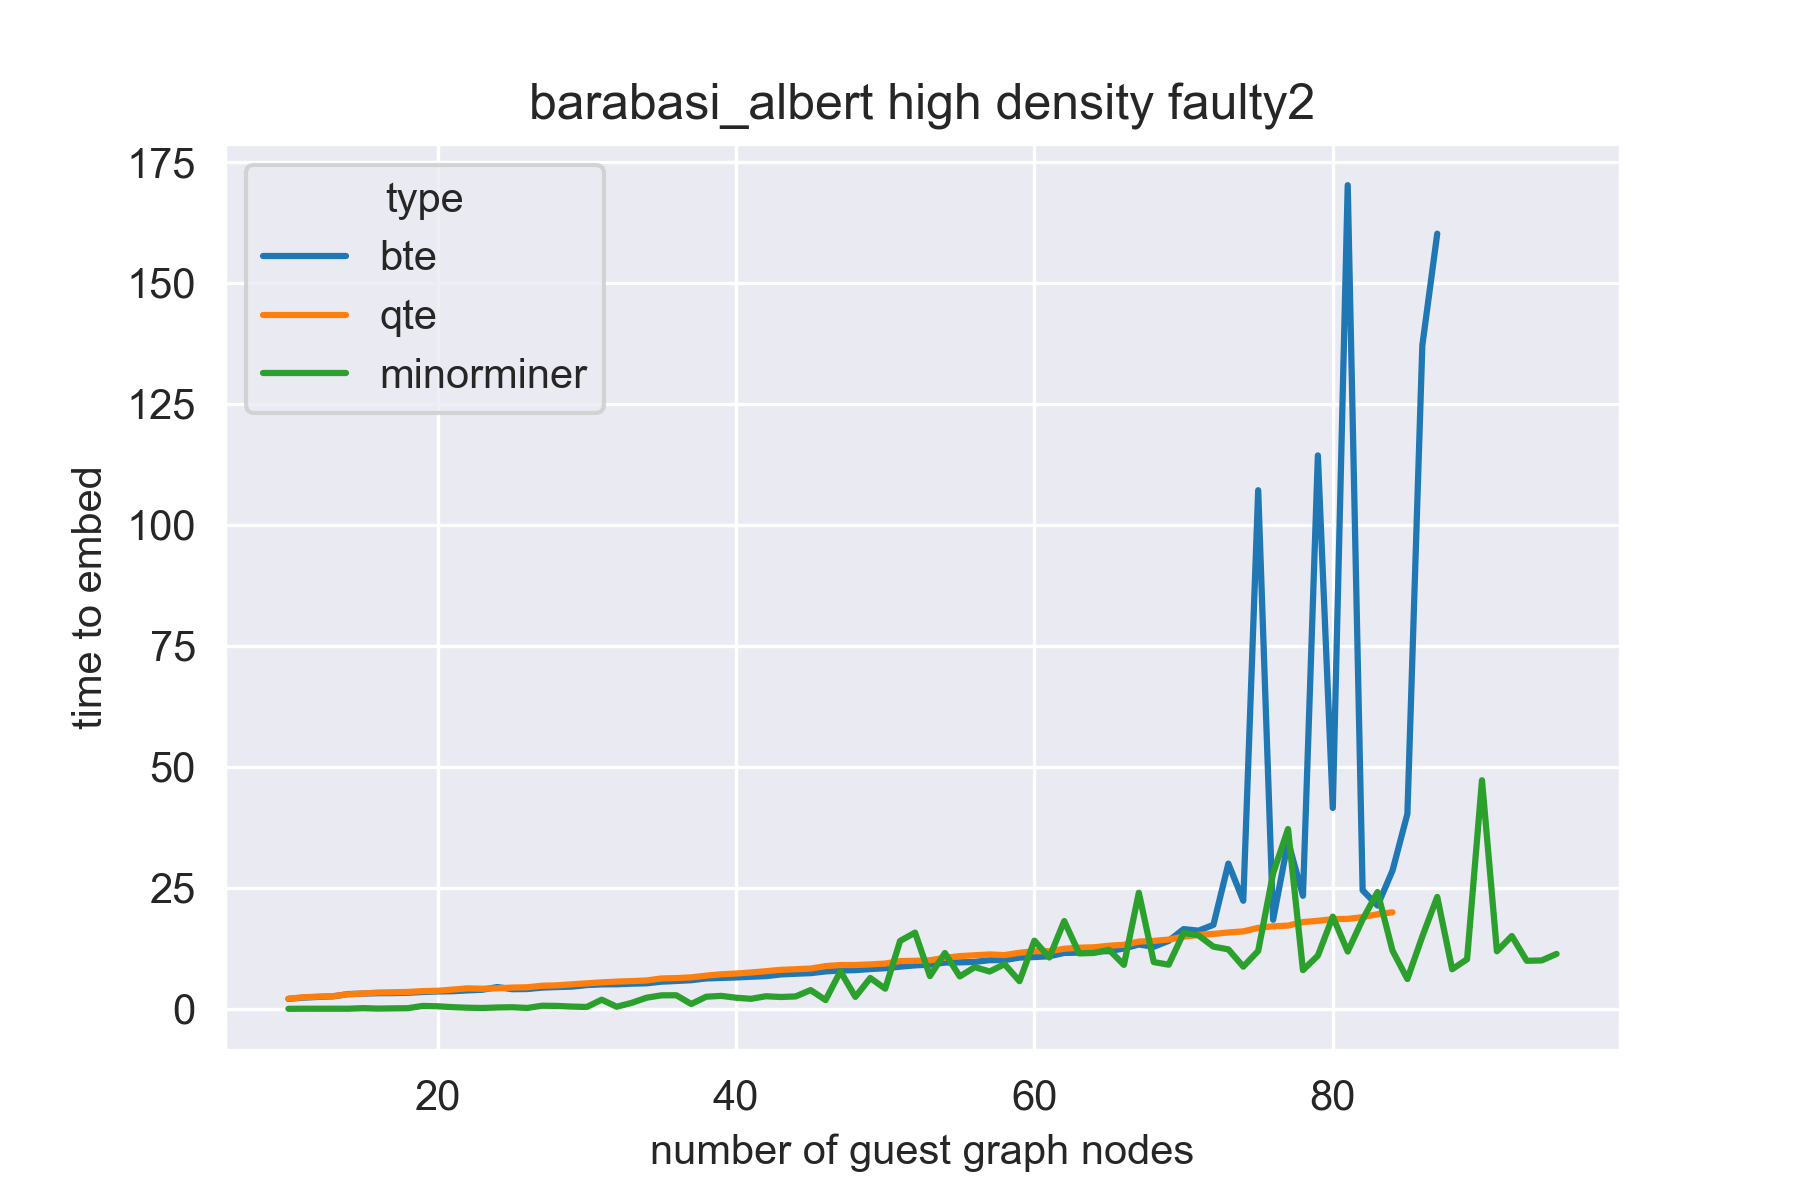 barabasi_albert high density faulty2
175
150
125
100
75
50
25
0
time to embed
type
bte
qte
minorminer
20 40 60 80
number of guest graph nodes